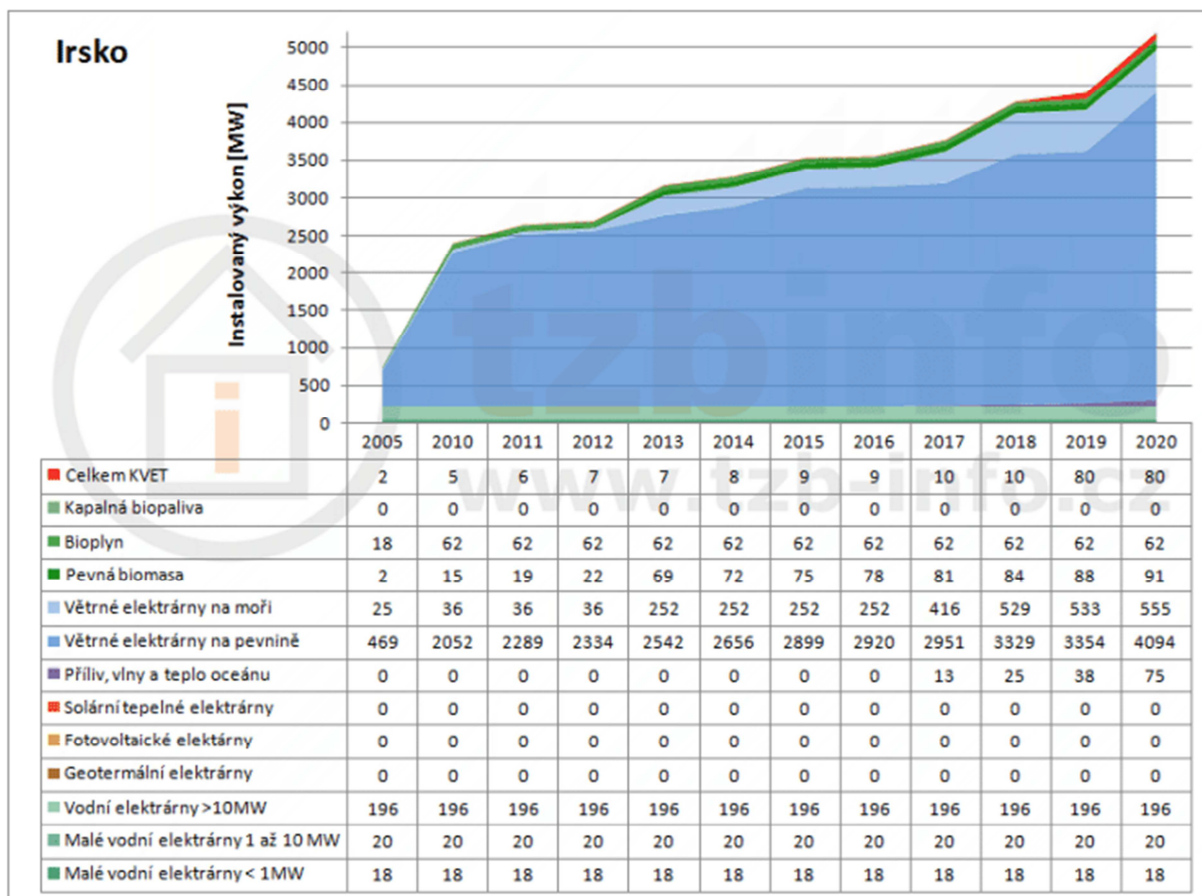 Irsko
Instalovaný výkon [MW]
5000
4500
4000
3500
3000
2500
2000
1500
1000
500
0
2005 2010 2011 2012 2013 2014 2015 2016 2017 2018 2019 2020
Celkem KVET 2 5 6 7 7 8 9 9 10 10 80 80
Kapalná biopaliva 0 0 0 0 0 0 0 0 0 0 0 0
Bioplyn 18 62 62 62 62 62 62 62 62 62 62 62
Pevná biomasa 2 15 19 22 69 72 75 78 81 84 88 91
Větrné elektrárny na moři 25 36 36 36 252 252 252 252 416 529 533 555
Větrné elektrárny na pevnině 469 2052 2289 2334 2542 2656 2899 2920 2951 3329 3354 4094
Příliv, vlny a teplo oceánu 0 0 0 0 0 0 0 0 13 25 38 75
Solární tepelné elektrárny 0 0 0 0 0 0 0 0 0 0 0 0
Fotovoltaické elektárny 0 0 0 0 0 0 0 0 0 0 0 0
Geotermální elektrárny 0 0 0 0 0 0 0 0 0 0 0 0
Vodní elektrárny >10MW 196 196 196 196 196 196 196 196 196 196 196 196
Malé vodní elektrárny 1 až 10 MW 20 20 20 20 20 20 20 20 20 20 20 20
Malé vodní elektrárny < 1MW 18 18 18 18 18 18 18 18 18 18 18 18
tzbinfo
www.tzb-info.cz